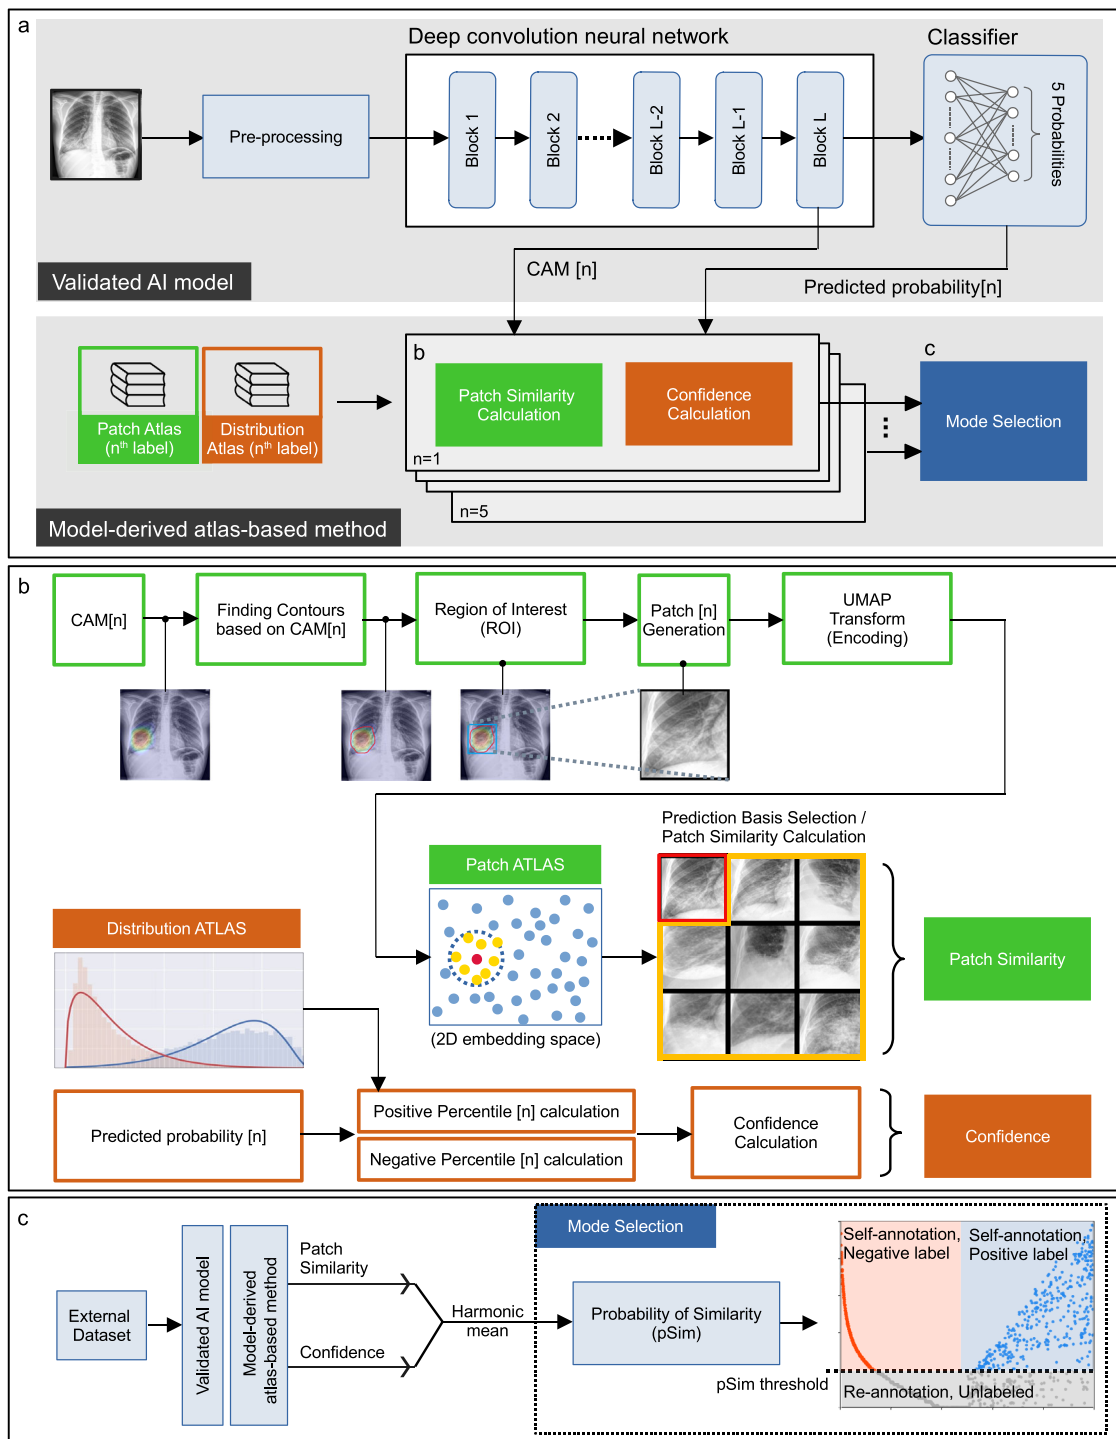 a
Deep convolution neural network
Classifier
Pre-processing
Block 1
Block 2
Block L-2
Block L-1
Block L
5 Probabilities
CAM [n]
Predicted probability[n]
Validated AI model
Patch Atlas
(nth label)
Distribution
Atlas (nth label)
b
Patch Similarity
Calculation
Confidence
Calculation
n=1
n=5
c
Mode Selection
Model-derived atlas-based method
b
CAM[n]
Finding Contours
based on CAM[n]
Region of Interest
(ROI)
Patch [n]
Generation
UMAP
Transform
(Encoding)
Prediction Basis Selection /
Patch Similarity Calculation
Patch ATLAS
(2D embedding space)
Patch Similarity
Distribution ATLAS
Predicted probability [n]
Positive Percentile [n] calculation
Negative Percentile [n] calculation
Confidence
Calculation
Confidence
c
External
Dataset
Validated AI model
Model-derived
atlas-based method
Patch
Similarity
Confidence
Harmonic
mean
Mode Selection
Probability of Similarity
(pSim)
Self-annotation,
Negative label
Self-annotation,
Positive label
pSim threshold
Re-annotation, Unlabeled